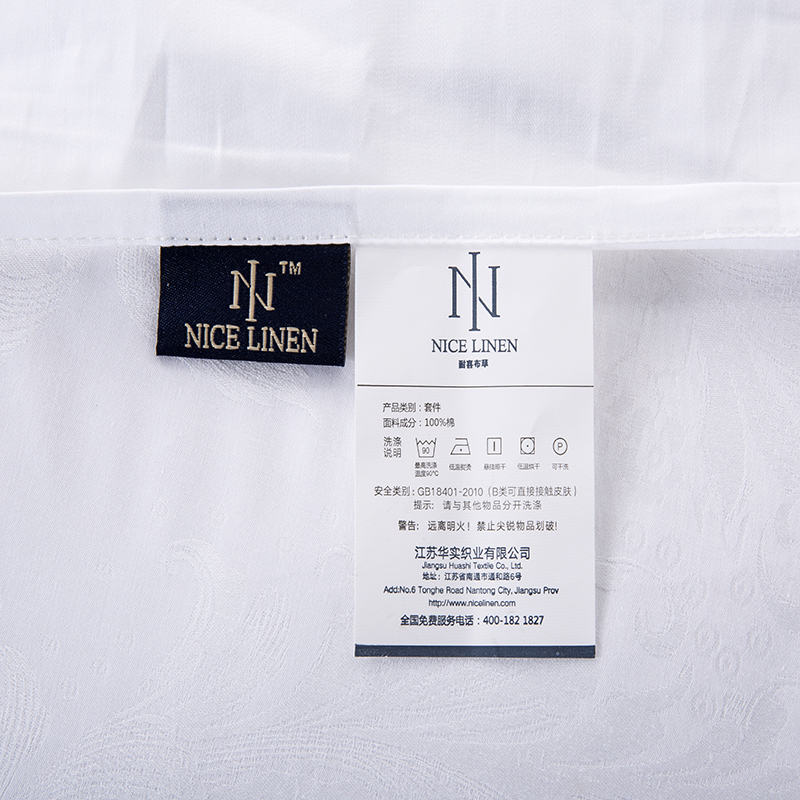 IN™
NICE LINEN
IN
NICE LINEN
耐喜布草
产品类别：套件
面料成分：100%棉
洗涤说明
90
P
最高洗涤温度90℃
低温熨烫
悬挂晾干
低温烘干
可干洗
安全类别：GB18401-2010（B类可直接接触皮肤）
提示：请与其他物品分开洗涤
警告：远离明火！禁止尖锐物品划破!
江苏华实织业有限公司
Jiangsu Huashi Textile Co., Ltd.
地址：江苏省南通市通和路6号
Add:No.6 Tonghe Road Nantong City, Jiangsu Prov
http://www.nicelinen.com
全国免费服务电话：400-182 1827